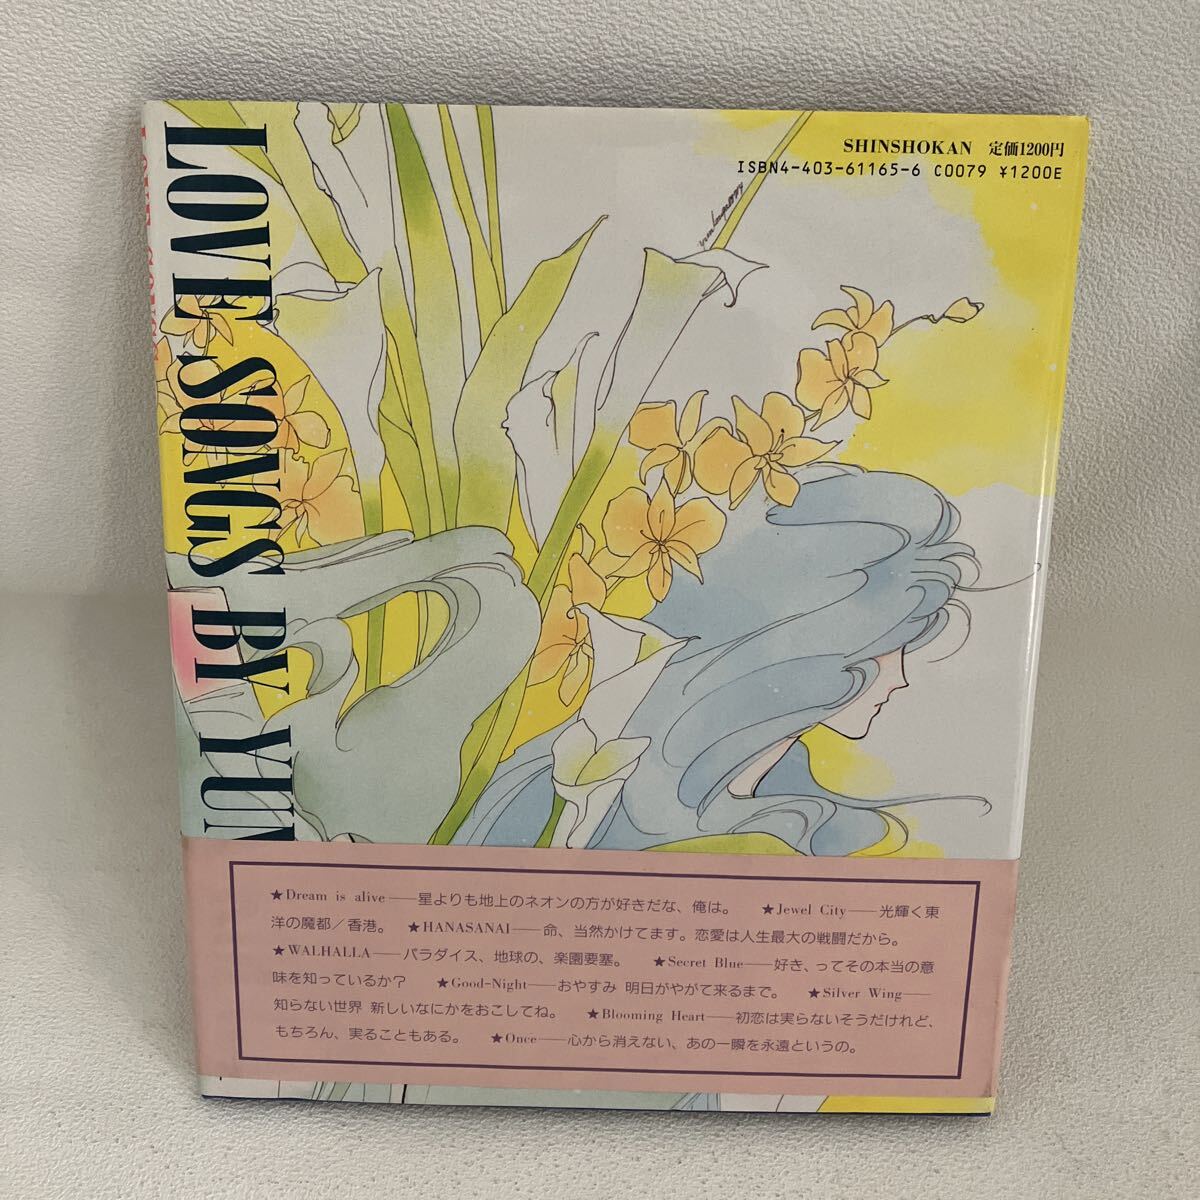 SHINSHOKAN 定価1200円
ISBN4-403-61165-6 C0079 ¥1200E
LOVE SONGS BY YUN
★Dream is alive——星よりも地上のネオンの方が好きだな、俺は。 ★Jewel City——光輝く東
洋の魔都／香港。 ★HANASANAI——命、当然かけてます。恋愛は人生最大の戦闘だから。
★WALHALLA——パラダイス、地球の、楽園要塞。 ★Secret Blue——好き、ってその本当の意
味を知っているか？ ★Good-Night——おやすみ 明日がやがて来るまで。 ★Silver Wing——
知らない世界 新しいなにかをおこしてね。 ★Blooming Heart——初恋は実らないそうだけれど、
もちろん、実ることもある。 ★Once——心から消えない、あの一瞬を永遠というの。